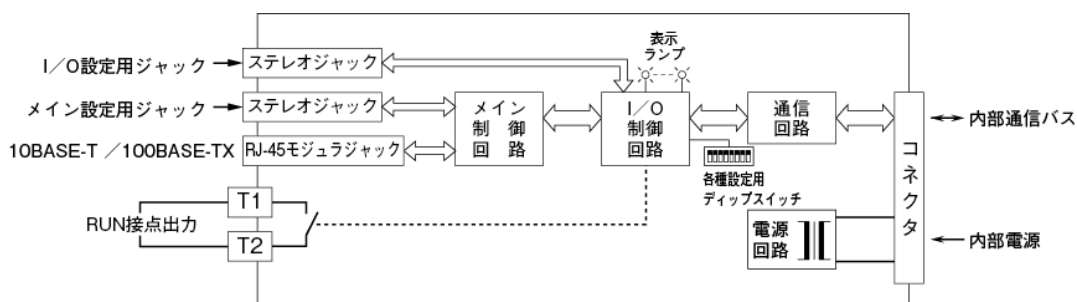 I／O設定用ジャック
ステレオジャック
表示
ランプ
メイン設定用ジャック
ステレオジャック
メイン
制御
回路
I／O
制御
回路
通信
回路
コネクタ
内部通信バス
10BASE-T ／100BASE-TX
RJ-45モジュラジャック
各種設定用
ディップスイッチ
RUN接点出力
T1
T2
電源
回路
内部電源